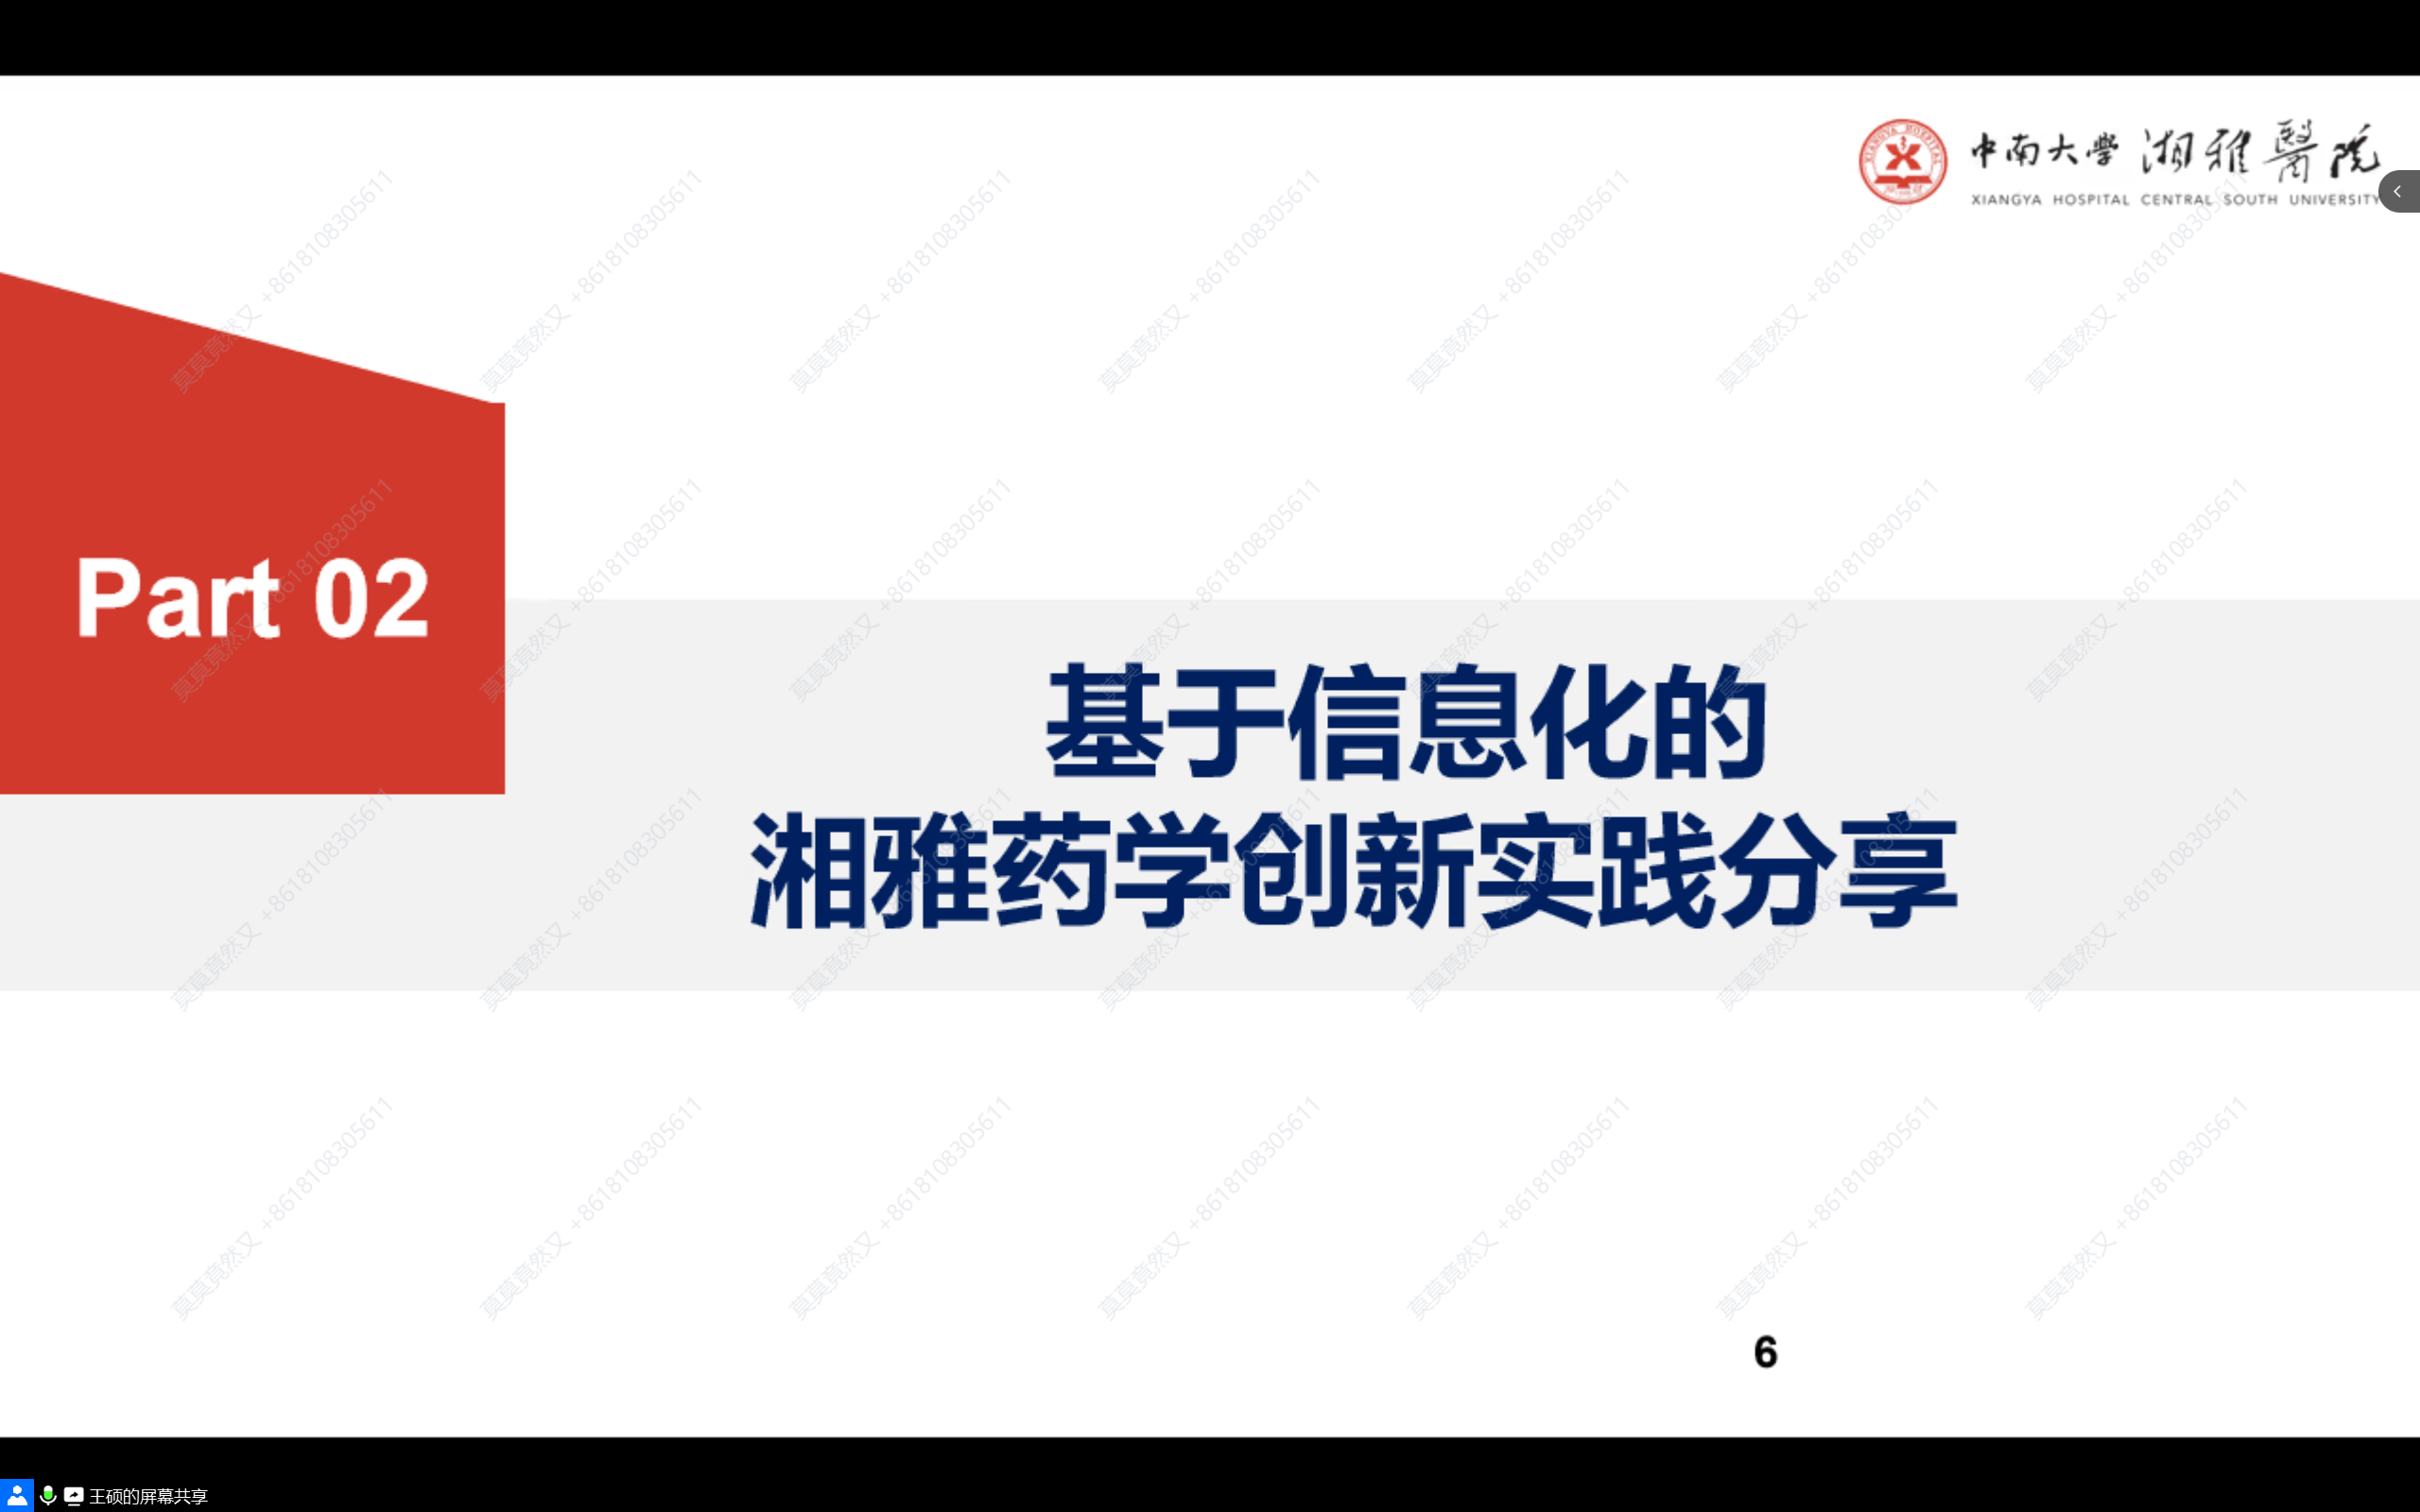 中南大學 湘雅醫院
XIANGYA HOSPITAL CENTRAL SOUTH UNIVERSITY
Part 02
基于信息化的
湘雅药学创新实践分享
莫莫竟然又 +8618108305611
6
王硕的屏幕共享